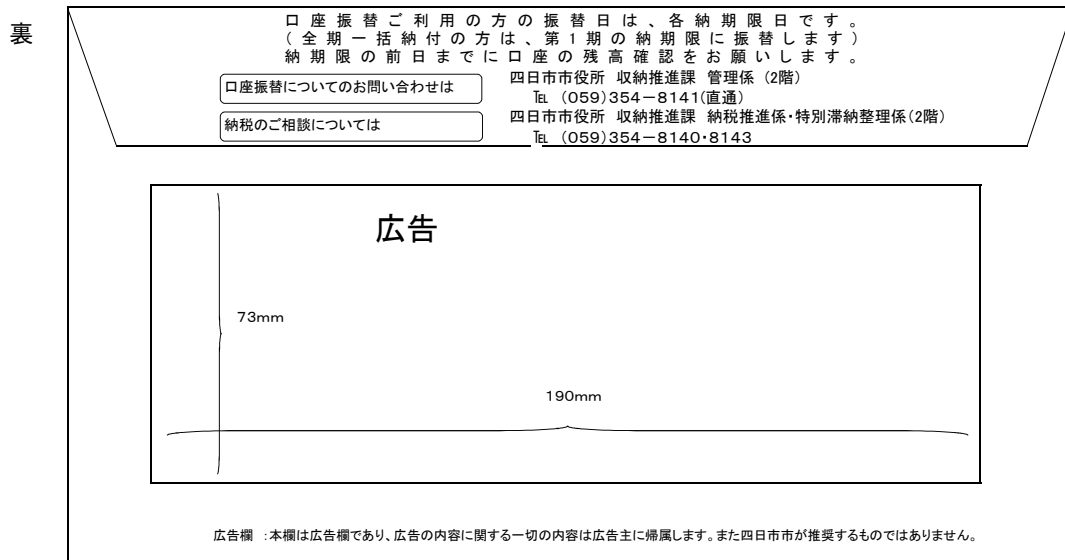 裏
口座振替ご利用の方の振替日は、各納期限日です。
(全期一括納付の方は、第1期の納期限に振替します)
納期限の前日までに口座の残高確認をお願いします。
口座振替についてのお問い合わせは
四日市市役所 収納推進課 管理係 (2階)
℡ (059)354-8141(直通)
納税のご相談については
四日市市役所 収納推進課 納税推進係・特別滞納整理係(2階)
℡ (059)354-8140・8143
広告
73mm
190mm
広告欄 :本欄は広告欄であり、広告の内容に関する一切の内容は広告主に帰属します。また四日市市が推奨するものではありません。